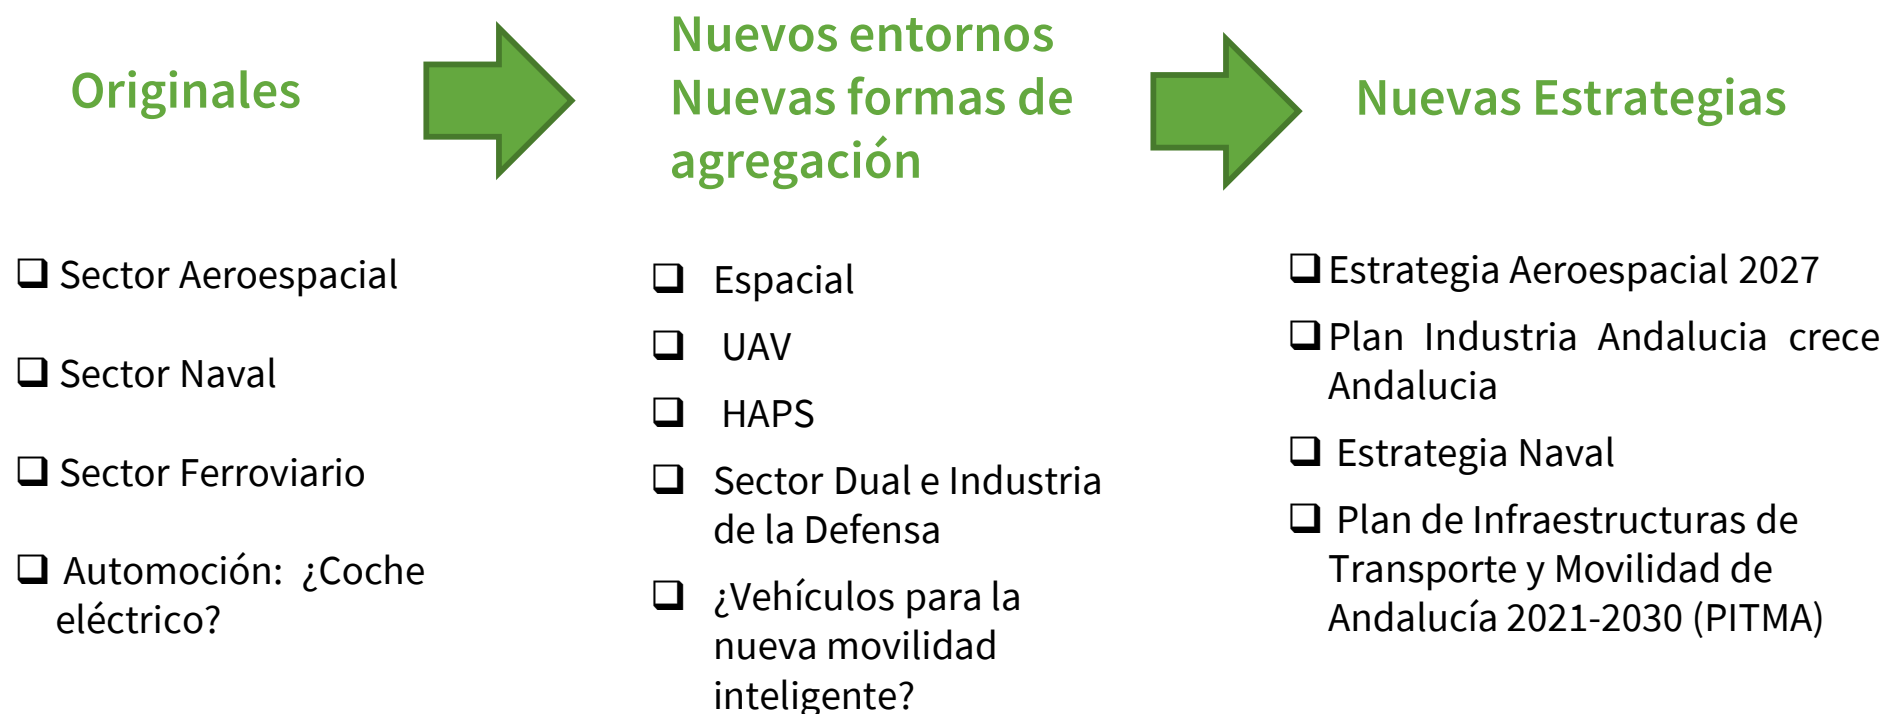 Originales
Nuevos entornos
Nuevas formas de
agregación
Nuevas Estrategias
Sector Aeroespacial
Sector Naval
Sector Ferroviario
Automoción: ¿Coche
eléctrico?
Espacial
UAV
HAPS
Sector Dual e Industria
de la Defensa
¿Vehículos para la
nueva movilidad
inteligente?
Estrategia Aeroespacial 2027
Plan Industria Andalucia crece
Andalucia
Estrategia Naval
Plan de Infraestructuras de
Transporte y Movilidad de
Andalucía 2021-2030 (PITMA)